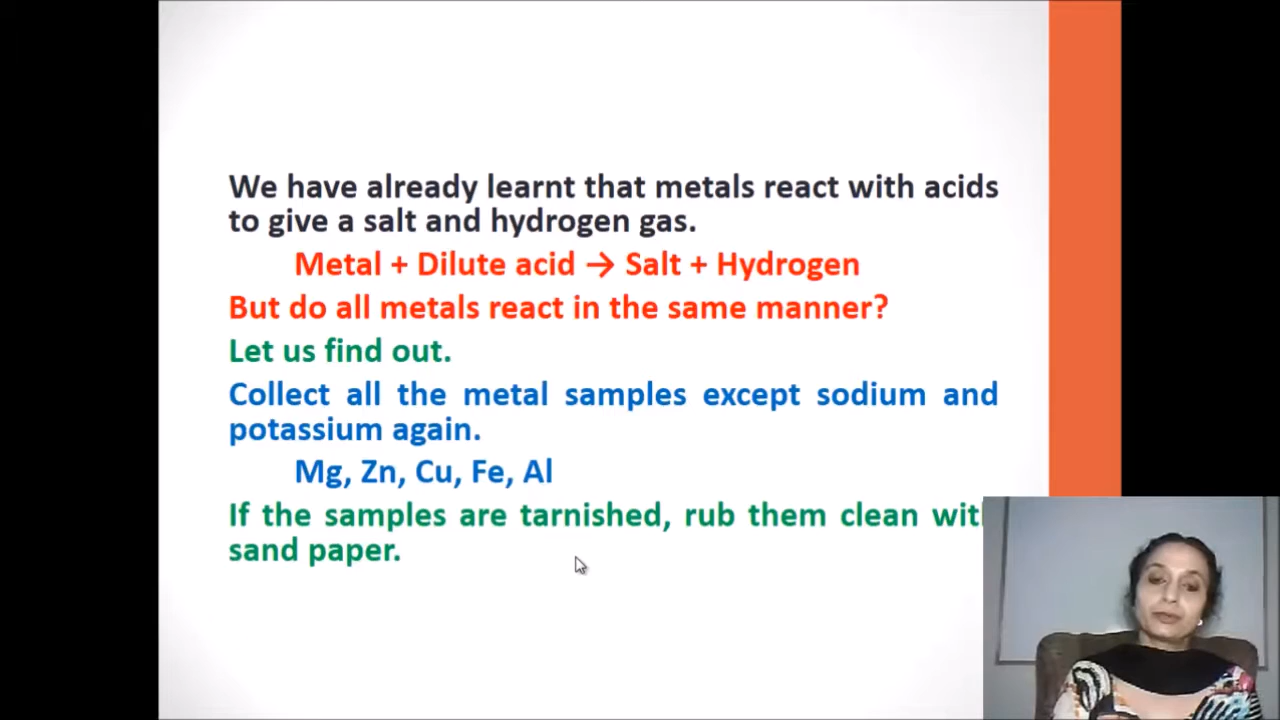 We have already learnt that metals react with acids
to give a salt and hydrogen gas.
Metal + Dilute acid → Salt + Hydrogen
But do all metals react in the same manner?
Let us find out.
Collect all the metal samples except sodium and
potassium again.
Mg, Zn, Cu, Fe, Al
If the samples are tarnished, rub them clean with
sand paper.